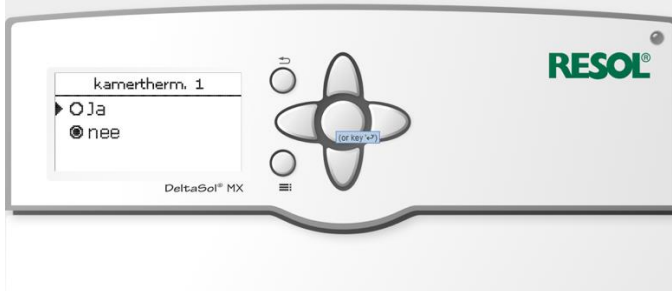 RESOL®
kamertherm. 1
Ja
nee
(or key '↵')
DeltaSol® MX